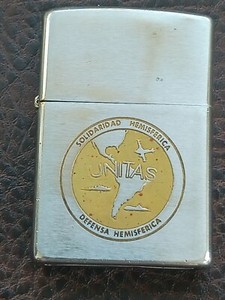 SOLIDARIDAD HEMISFERICA
UNITAS
DEFENSA HEMISFERICA